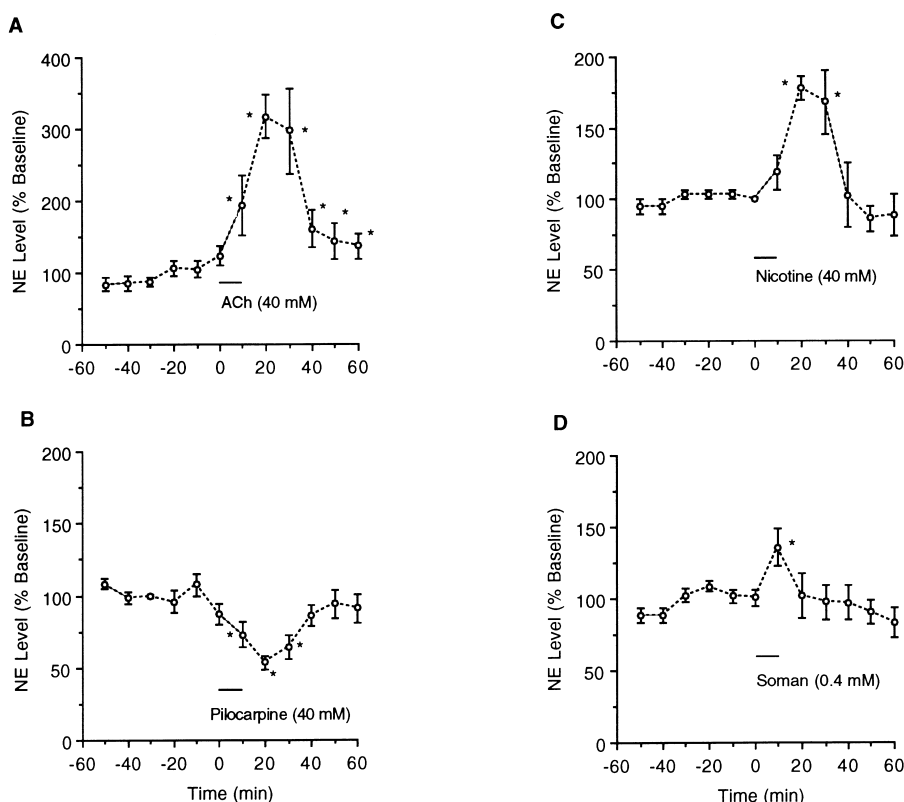 A
NE Level (% Baseline)
400
300
200
100
0
-60 -40 -20 0 20 40 60
* * * * * * *
ACh (40 mM)
B
NE Level (% Baseline)
200
150
100
50
0
-60 -40 -20 0 20 40 60
* * *
Pilocarpine (40 mM)
Time (min)
C
NE Level (% Baseline)
200
150
100
50
0
-60 -40 -20 0 20 40 60
* *
Nicotine (40 mM)
D
NE Level (% Baseline)
200
150
100
50
0
-60 -40 -20 0 20 40 60
*
Soman (0.4 mM)
Time (min)